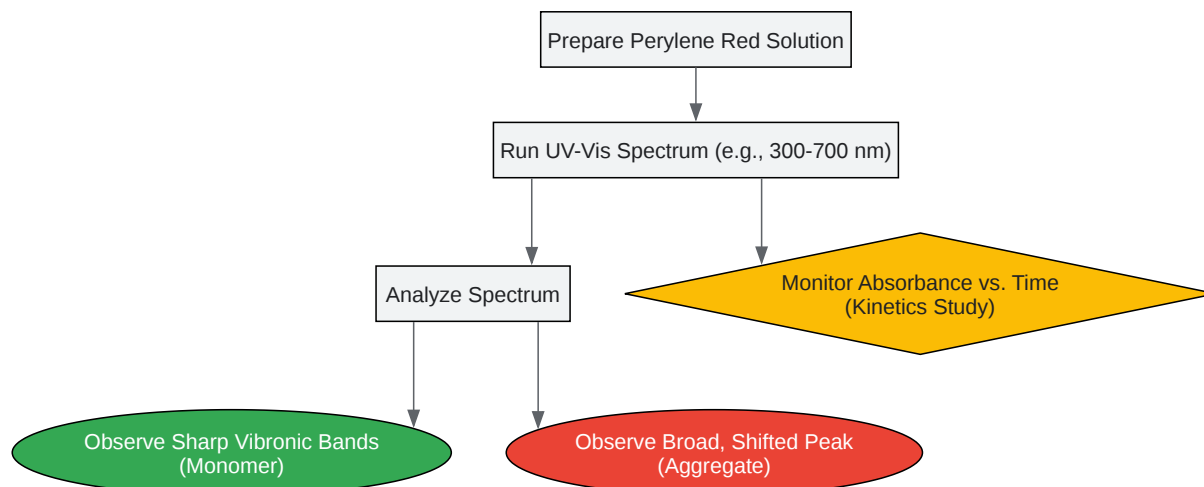 Prepare Perylene Red Solution
Run UV-Vis Spectrum (e.g., 300-700 nm)
Analyze Spectrum
Monitor Absorbance vs. Time
(Kinetics Study)
Observe Sharp Vibronic Bands
(Monomer)
Observe Broad, Shifted Peak
(Aggregate)